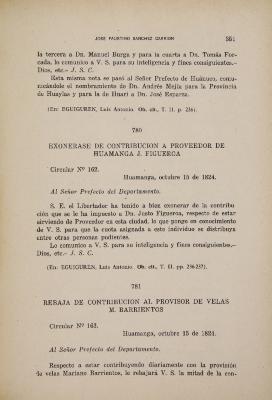 JOSE FAUSTINO SANCHEZ CARRION 351
la tercera a Dn. Manuel Burga y para la cuarta a Dn. Tomás For-
cada, lo comunico a V. S. para su inteligencia y fines consiguientes.–
Dios, etc.– J. S. C.
Esta misma nota se pasó al Señor Prefecto de Huánuco, comu-
nicándole el nombramiento de Dn. Andrés Mejía para la Provincia
de Huaylas y para la de Huari a Dn. José Reparza.
(En: EGUIGUREN, Luis Antonio. Ob. cit., T. II. p. 236).
780
EXONERASE DE CONTRIBUCION A PROVEEDOR DE
HUAMANGA J. FIGUEROA
Circular Nº 162.
Huamanga, octubre 15 de 1824.
Al Señor Prefecto del Departamento.
S. E. el Libertador ha tenido a bien exonerar de la contribu-
ción que se le ha impuesto a Dn. Justo Figueroa, respecto de estar
sirviendo de Proveedor en esta ciudad, lo que pongo en conocimiento
de V. S. para que la cuota asignada a este individuo se distribuya
entre otras personas pudientes.
Lo comunico a V. S. para su inteligencia y fines consiguientes.–
Dios, etc.– J. S. C.
(En: EGUIGUREN, Luis Antonio. Ob. cit., T. II. pp. 236237).
781
REBAJA DE CONTRIBUCION AL PROVISOR DE VELAS
M. BARRIENTOS
Circular Nº 163.
Huamanga, octubre 15 de 1824.
Al Señor Prefecto del Departamento.
Respecto a estar contribuyendo diariamente con la provisión
de velas Mariano Barrientos, le rebajará V. S. la mitad de la con-